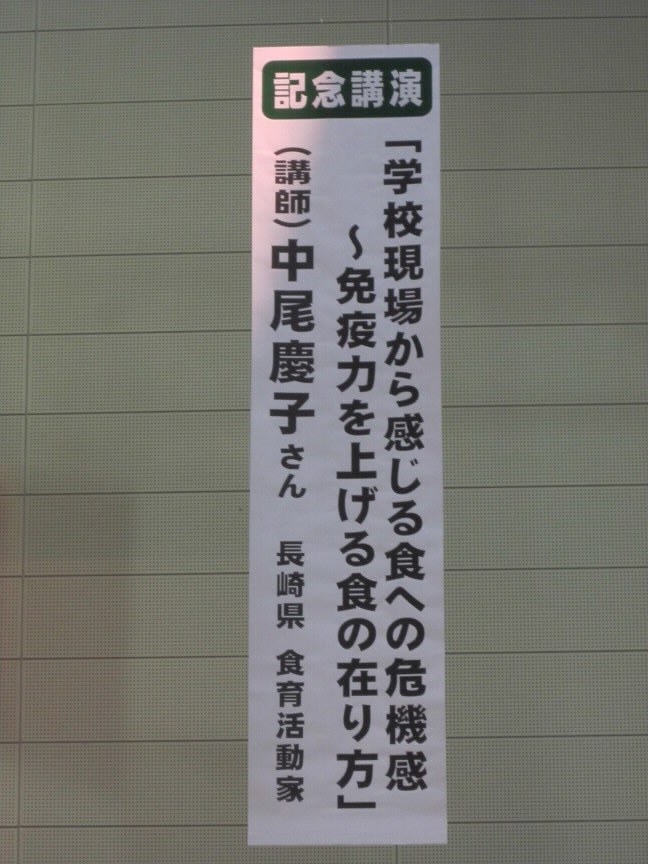 記念講演
「学校現場から感じる食への危機感
～免疫力を上げる食の在り方」
（講師）中尾慶子さん 長崎県 食育活動家